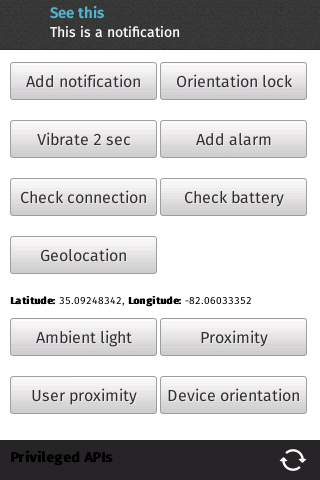 See this
This is a notification
Add notification
Orientation lock
Vibrate 2 sec
Add alarm
Check connection
Check battery
Geolocation
Latitude: 35.09248342, Longitude: -82.06033352
Ambient light
Proximity
User proximity
Device orientation
Privileged APIs